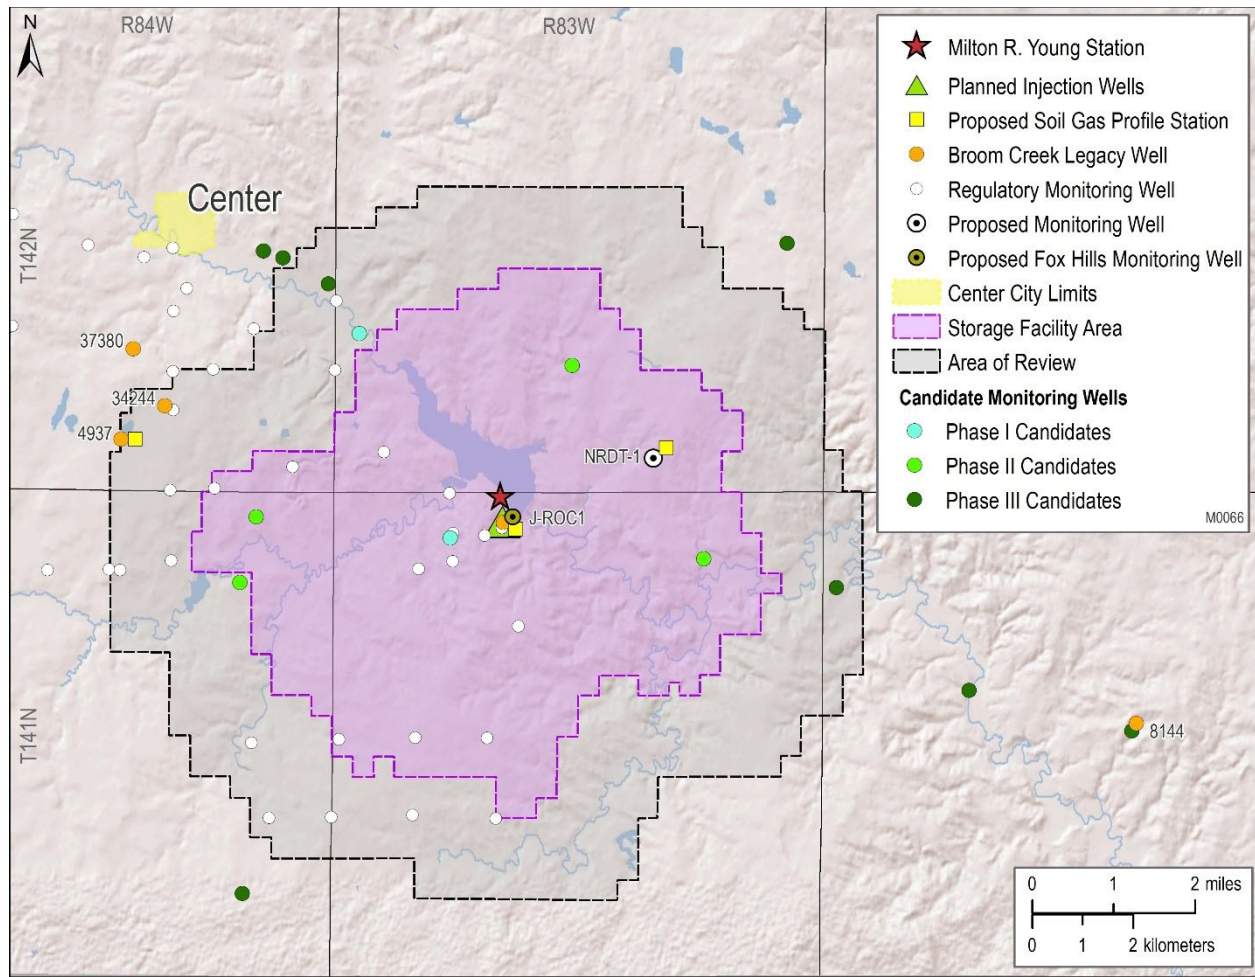 N
R84W
R83W
T142N
T141N
Center
37380
34244
4937
NRDT-1
J-ROC1
8144
Milton R. Young Station
Planned Injection Wells
Proposed Soil Gas Profile Station
Broom Creek Legacy Well
Regulatory Monitoring Well
Proposed Monitoring Well
Proposed Fox Hills Monitoring Well
Center City Limits
Storage Facility Area
Area of Review
Candidate Monitoring Wells
Phase I Candidates
Phase II Candidates
Phase III Candidates
M0066
0 1 2 miles
0 1 2 kilometers